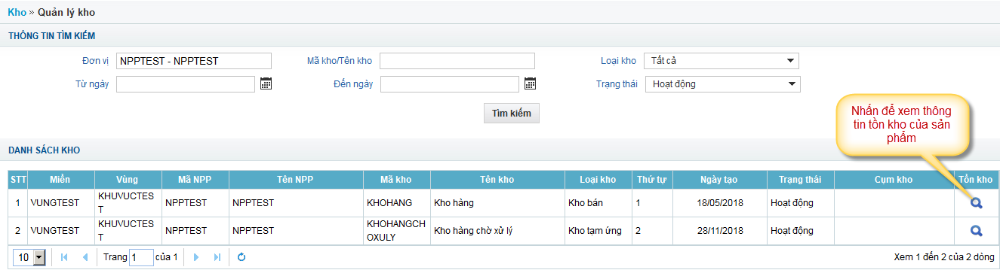 Kho » Quản lý kho
THÔNG TIN TÌM KIẾM
Đơn vị NPPTEST - NPPTEST Mã kho/Tên kho Loại kho Tất cả
Từ ngày Đến ngày Trạng thái Hoạt động
Tìm kiếm
Nhấn để xem thông
tin tồn kho của sản
phẩm
DANH SÁCH KHO
STT Miền Vùng Mã NPP Tên NPP Mã kho Tên kho Loại kho Thứ tự Ngày tạo Trạng thái Cụm kho Tồn kho
1 VUNGTEST KHUVUCTES NPPTEST NPPTEST KHOHANG Kho hàng Kho bán 1 18/05/2018 Hoạt động
T
2 VUNGTEST KHUVUCTES NPPTEST NPPTEST KHOHANGCH Kho hàng chờ xử lý Kho tạm ứng 2 28/11/2018 Hoạt động
T OXULY
10 Trang 1 của 1 Xem 1 đến 2 của 2 dòng